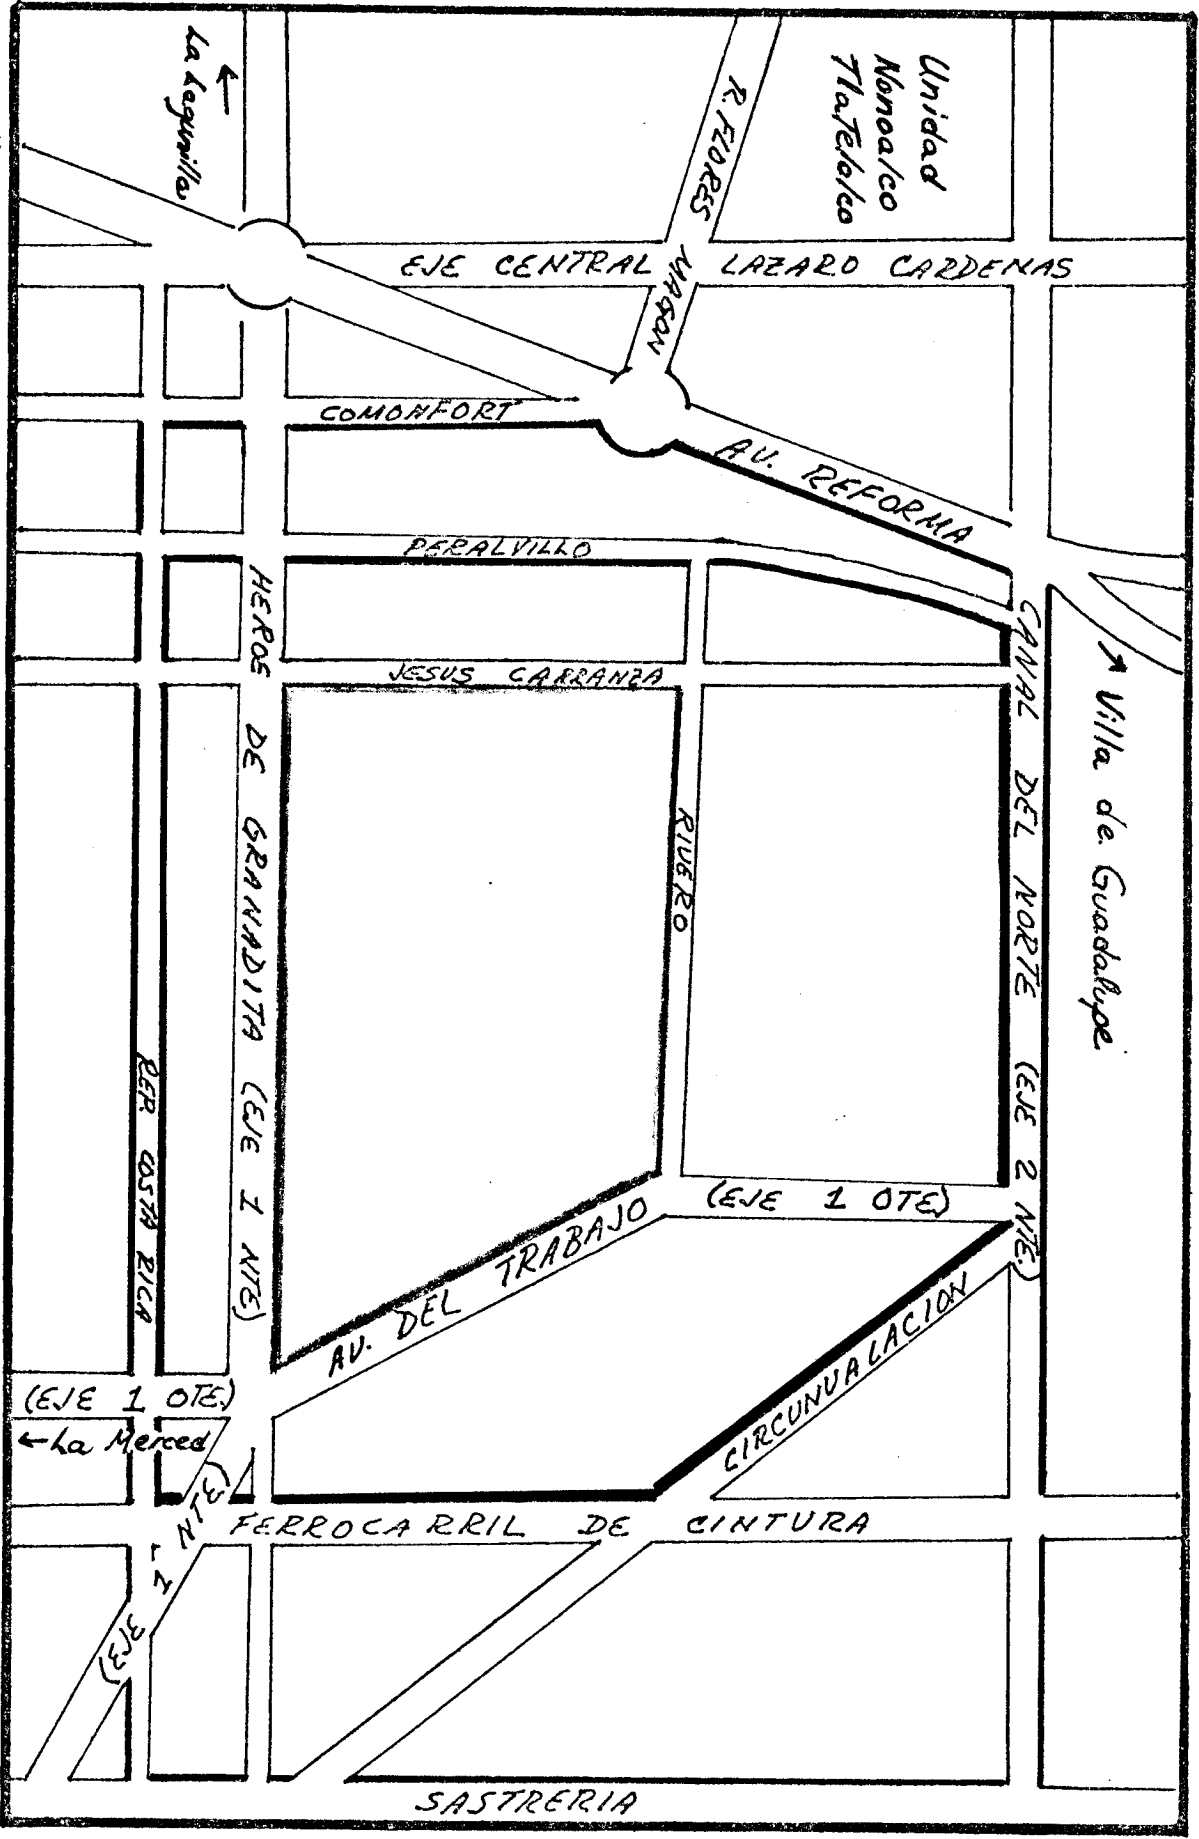 La Lagunilla
←
R. FLORES MAGON
Unidad
Nonoalco
Tlatelolco
EJE CENTRAL LAZARO CARDENAS
COMONFORT
AV. REFORMA
PERALVILLO
JESUS CARRANZA
HEROE DE GRANADITA (EJE 1 NTE)
RIVERO
CANAL DEL NORTE (EJE 2 NTE.)
→ Villa de Guadalupe
REP COSTA RICA
AV. DEL TRABAJO
(EJE 1 OTE)
CIRCUNVALACION
(EJE 1 OTE.)
← La Merced
(EJE 1 NTE)
FERROCARRIL DE CINTURA
SASTRERIA